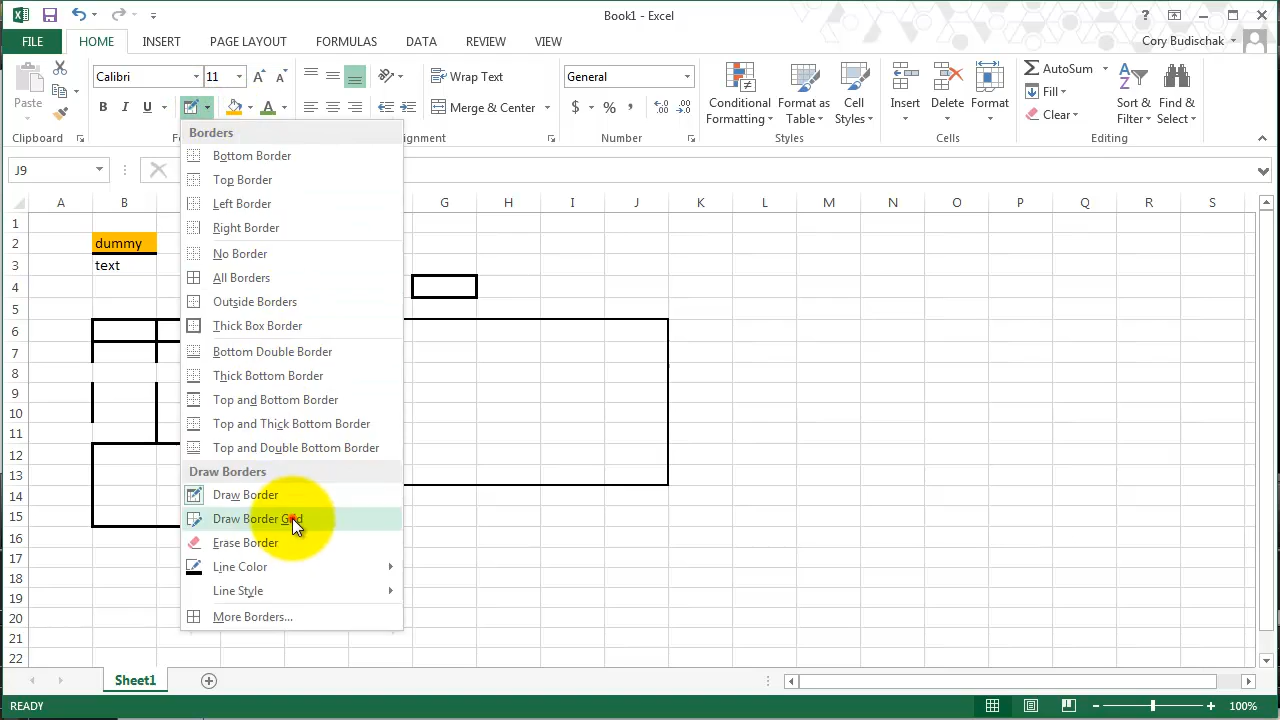 Book1 - Excel
FILE HOME INSERT PAGE LAYOUT FORMULAS DATA REVIEW VIEW
Cory Budischak
Paste
Calibri 11
B I U
Wrap Text
Merge & Center
General
$ % ,
Conditional Formatting
Format as Table
Cell Styles
Insert Delete Format
AutoSum
Fill
Clear
Sort & Filter
Find & Select
Clipboard
Number
Styles
Cells
Editing
J9
A B G H I J K L M N O P Q R S
1
2 dummy
3 text
4
5
6
7
8
9
10
11
12
13
14
15
16
17
18
19
20
21
22
Borders
Bottom Border
Top Border
Left Border
Right Border
No Border
All Borders
Outside Borders
Thick Box Border
Bottom Double Border
Thick Bottom Border
Top and Bottom Border
Top and Thick Bottom Border
Top and Double Bottom Border
Draw Borders
Draw Border
Draw Border Grid
Erase Border
Line Color
Line Style
More Borders...
Sheet1
READY
100%